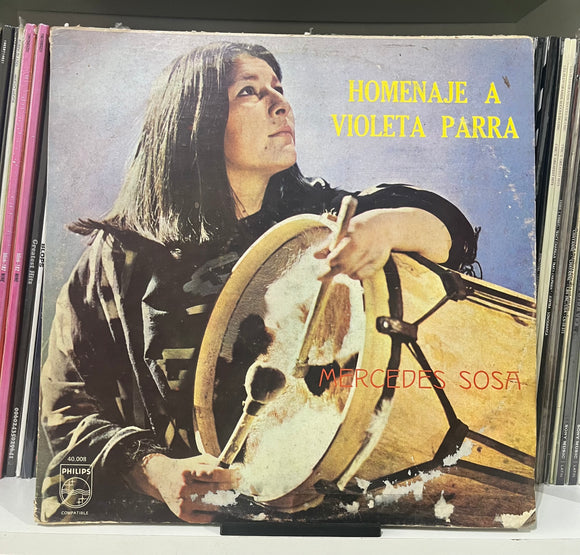 HOMENAJE A
VIOLETA PARRA
MERCEDES SOSA
40.008
PHILIPS
COMPATIBLE
Greatest Hits